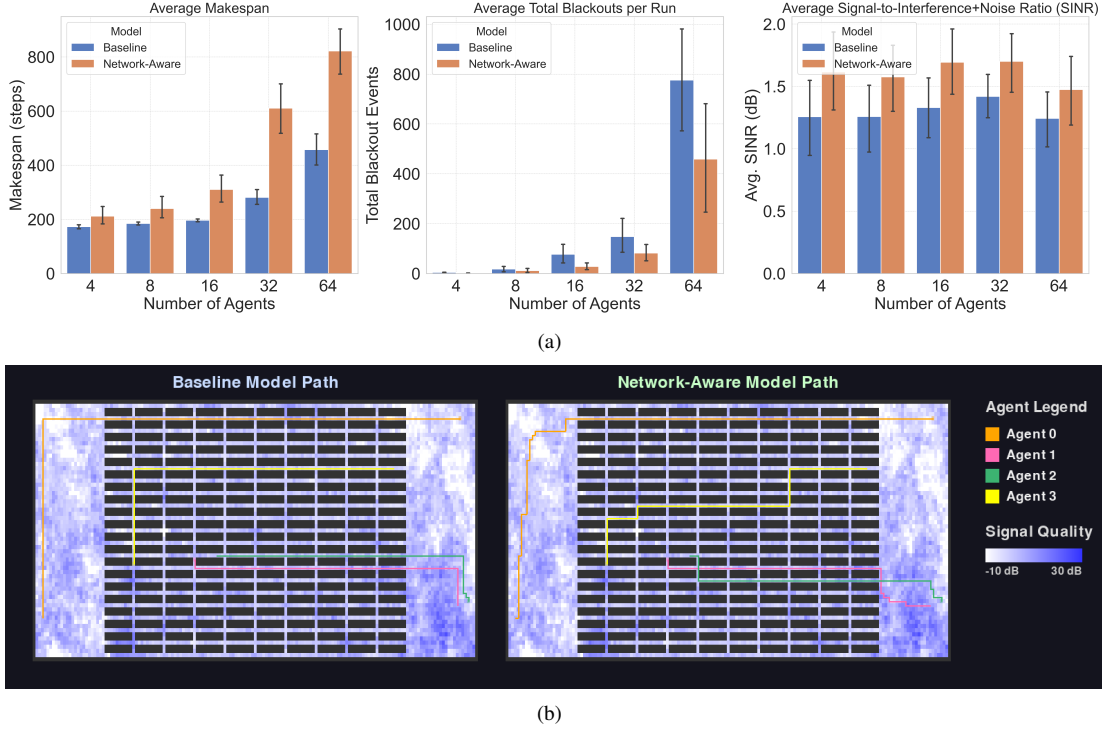 Average Makespan
Model
Baseline
Network-Aware
Makespan (steps)
800
600
400
200
0
4 8 16 32 64
Number of Agents
Average Total Blackouts per Run
Model
Baseline
Network-Aware
Total Blackout Events
1000
800
600
400
200
0
4 8 16 32 64
Number of Agents
Average Signal-to-Interference+Noise Ratio (SINR)
Model
Baseline
Network-Aware
Avg. SINR (dB)
2.0
1.5
1.0
0.5
0.0
4 8 16 32 64
Number of Agents
(a)
Baseline Model Path
Network-Aware Model Path
Agent Legend
Agent 0
Agent 1
Agent 2
Agent 3
Signal Quality
-10 dB 30 dB
(b)